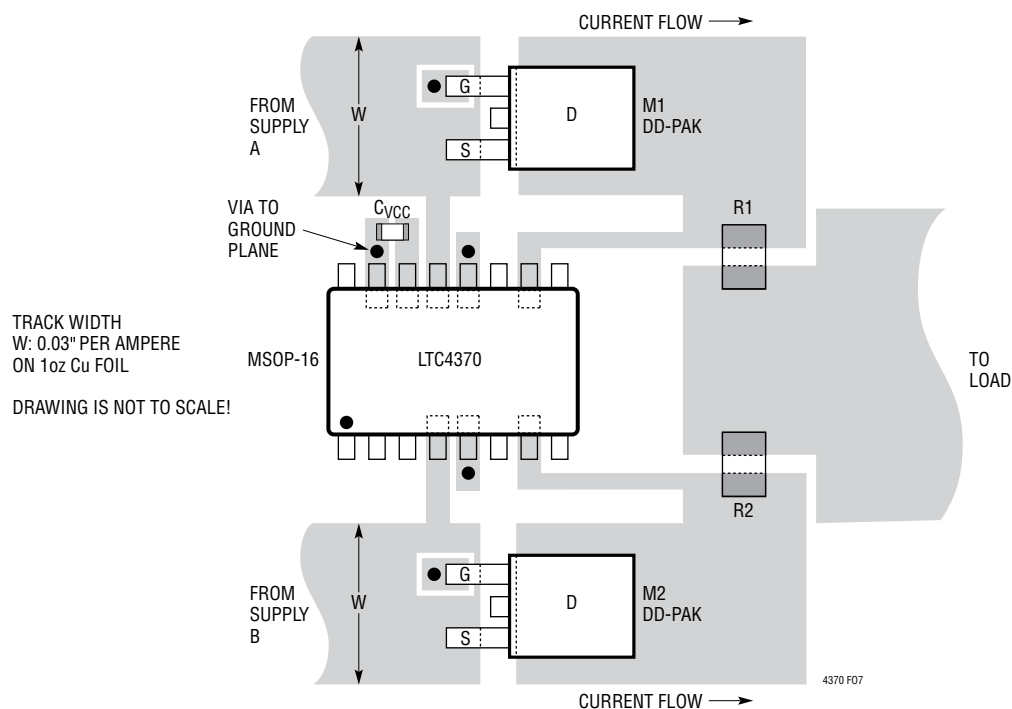 CURRENT FLOW
G
D
M1
DD-PAK
FROM
SUPPLY
A
W
S
VIA TO
GROUND
PLANE
CVCC
R1
TRACK WIDTH
W: 0.03" PER AMPERE
ON 1oz Cu FOIL
DRAWING IS NOT TO SCALE!
MSOP-16
LTC4370
TO
LOAD
R2
FROM
SUPPLY
B
W
G
D
S
M2
DD-PAK
4370 F07
CURRENT FLOW